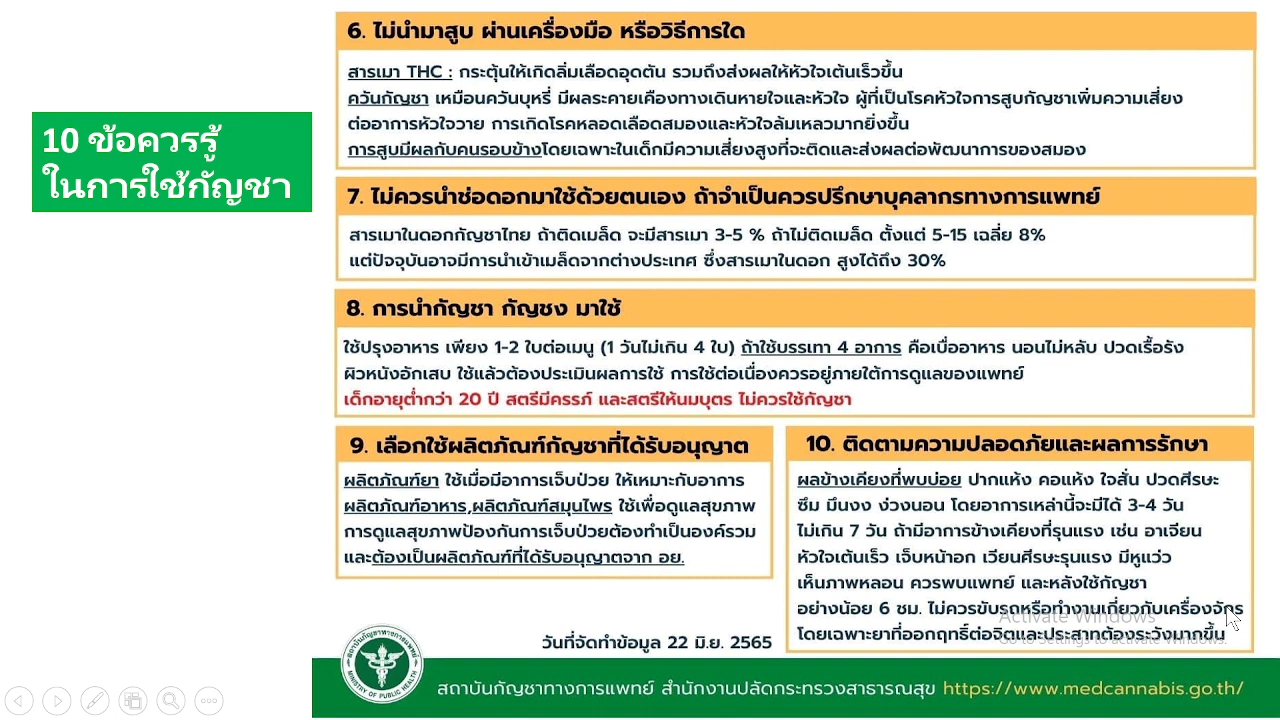 10 ข้อควรรู้
ในการใช้กัญชา
6. ไม่นำมาสูบ ผ่านเครื่องมือ หรือวิธีการใด
สารเมา THC : กระตุ้นให้เกิดลิ่มเลือดอุดตัน รวมถึงส่งผลให้หัวใจเต้นเร็วขึ้น
ควันกัญชา เหมือนควันบุหรี่ มีผลระคายเคืองทางเดินหายใจและหัวใจ ผู้ที่เป็นโรคหัวใจการสูบกัญชาเพิ่มความเสี่ยง
ต่ออาการหัวใจวาย การเกิดโรคหลอดเลือดสมองและหัวใจล้มเหลวมากยิ่งขึ้น
การสูบมีผลกับคนรอบข้างโดยเฉพาะในเด็กมีความเสี่ยงสูงที่จะติดและส่งผลต่อพัฒนาการของสมอง
7. ไม่ควรนำช่อดอกมาใช้ด้วยตนเอง ถ้าจำเป็นควรปรึกษาบุคลากรทางการแพทย์
สารเมาในดอกกัญชาไทย ถ้าติดเมล็ด จะมีสารเมา 3-5 % ถ้าไม่ติดเมล็ด ตั้งแต่ 5-15 เฉลี่ย 8%
แต่ปัจจุบันอาจมีการนำเข้าเมล็ดจากต่างประเทศ ซึ่งสารเมาในดอก สูงได้ถึง 30%
8. การนำกัญชา กัญชง มาใช้
ใช้ปรุงอาหาร เพียง 1-2 ใบต่อเมนู (1 วันไม่เกิน 4 ใบ) ถ้าใช้บรรเทา 4 อาการ คือเบื่ออาหาร นอนไม่หลับ ปวดเรื้อรัง
ผิวหนังอักเสบ ใช้แล้วต้องประเมินผลการใช้ การใช้ต่อเนื่องควรอยู่ภายใต้การดูแลของแพทย์
เด็กอายุต่ำกว่า 20 ปี สตรีมีครรภ์ และสตรีให้นมบุตร ไม่ควรใช้กัญชา
9. เลือกใช้ผลิตภัณฑ์กัญชาที่ได้รับอนุญาต
ผลิตภัณฑ์ยา ใช้เมื่อมีอาการเจ็บป่วย ให้เหมาะกับอาการ
ผลิตภัณฑ์อาหาร,ผลิตภัณฑ์สมุนไพร ใช้เพื่อดูแลสุขภาพ
การดูแลสุขภาพป้องกันการเจ็บป่วยต้องทำเป็นองค์รวม
และต้องเป็นผลิตภัณฑ์ที่ได้รับอนุญาตจาก อย.
10. ติดตามความปลอดภัยและผลการรักษา
ผลข้างเคียงที่พบบ่อย ปากแห้ง คอแห้ง ใจสั่น ปวดศีรษะ
ซึม มึนงง ง่วงนอน โดยอาการเหล่านี้จะมีได้ 3-4 วัน
ไม่เกิน 7 วัน ถ้ามีอาการข้างเคียงที่รุนแรง เช่น อาเจียน
หัวใจเต้นเร็ว เจ็บหน้าอก เวียนศีรษะรุนแรง มีหูแว่ว
เห็นภาพหลอน ควรพบแพทย์ และหลังใช้กัญชา
อย่างน้อย 6 ชม. ไม่ควรขับรถหรือทำงานเกี่ยวกับเครื่องจักร
โดยเฉพาะยาที่ออกฤทธิ์ต่อจิตและประสาทต้องระวังมากขึ้น
Activate Windows
Go to Settings to activate Windows.
วันที่จัดทำข้อมูล 22 มิ.ย. 2565
สถาบันกัญชาทางการแพทย์
MINISTRY OF PUBLIC HEALTH
สถาบันกัญชาทางการแพทย์ สำนักงานปลัดกระทรวงสาธารณสุข https://www.medcannabis.go.th/